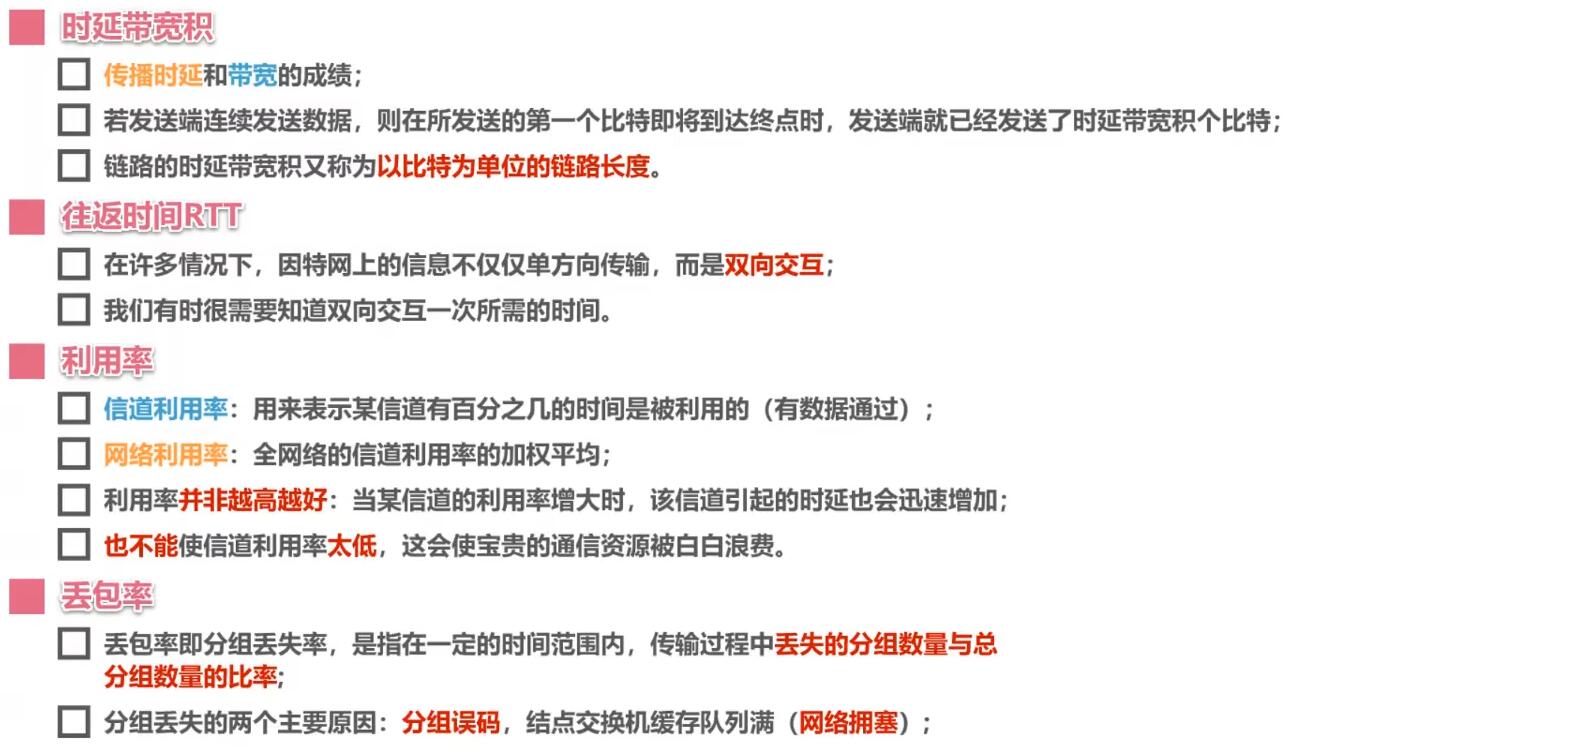 时延带宽积
传播时延和带宽的成绩；
若发送端连续发送数据，则在所发送的第一个比特即将到达终点时，发送端就已经发送了时延带宽积个比特；
链路的时延带宽积又称为以比特为单位的链路长度。
往返时间RTT
在许多情况下，因特网上的信息不仅仅单方向传输，而是双向交互；
我们有时很需要知道双向交互一次所需的时间。
利用率
信道利用率：用来表示某信道有百分之几的时间是被利用的（有数据通过）；
网络利用率：全网络的信道利用率的加权平均；
利用率并非越高越好：当某信道的利用率增大时，该信道引起的时延也会迅速增加；
也不能使信道利用率太低，这会使宝贵的通信资源被白白浪费。
丢包率
丢包率即分组丢失率，是指在一定的时间范围内，传输过程中丢失的分组数量与总
分组数量的比率;
分组丢失的两个主要原因：分组误码，结点交换机缓存队列满（网络拥塞）；